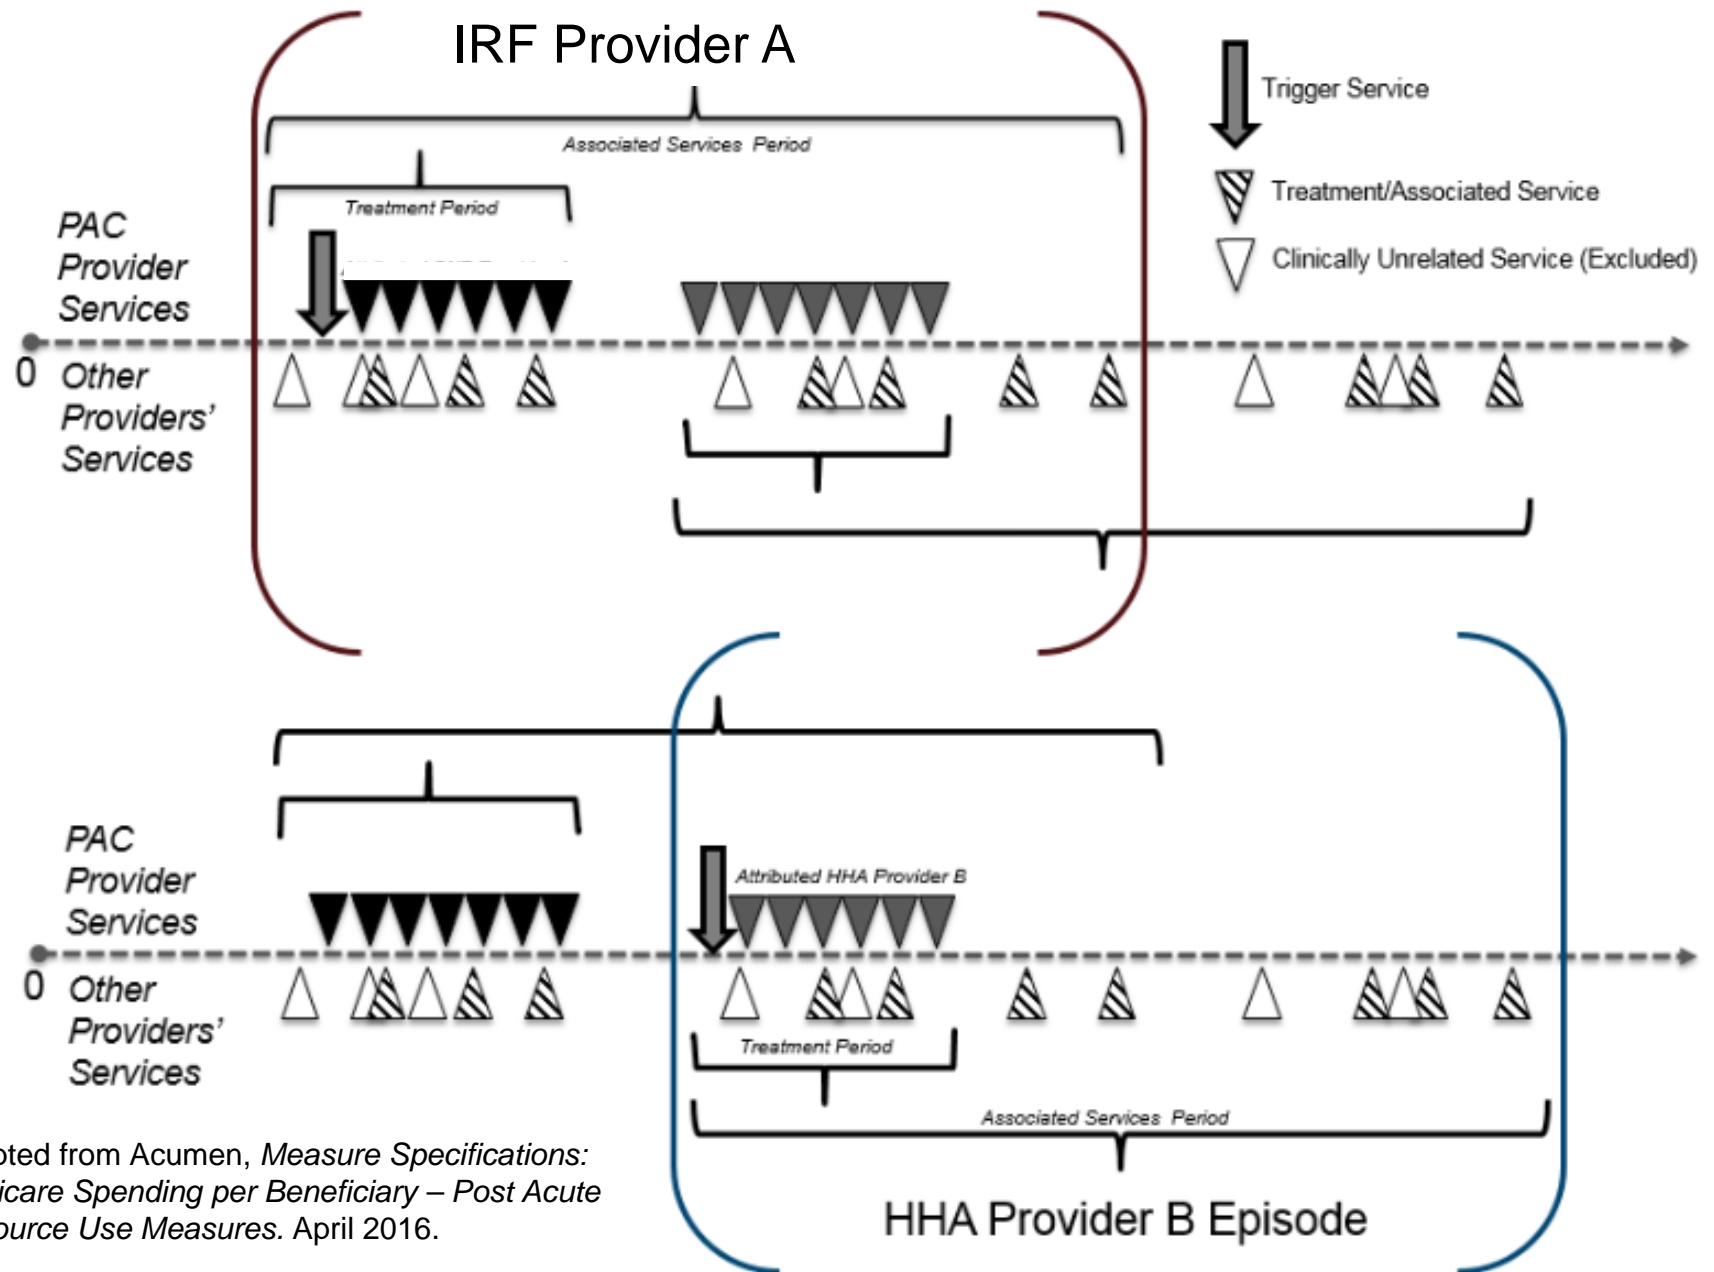 IRF Provider A
Associated Services Period
Treatment Period
PAC
Provider
Services
0
Other
Providers'
Services
Trigger Service
Treatment/Associated Service
Clinically Unrelated Service (Excluded)
PAC
Provider
Services
Attributed HHA Provider B
0
Other
Providers'
Services
Treatment Period
Associated Services Period
HHA Provider B Episode
oted from Acumen, Measure Specifications:
icare Spending per Beneficiary – Post Acute
ource Use Measures. April 2016.